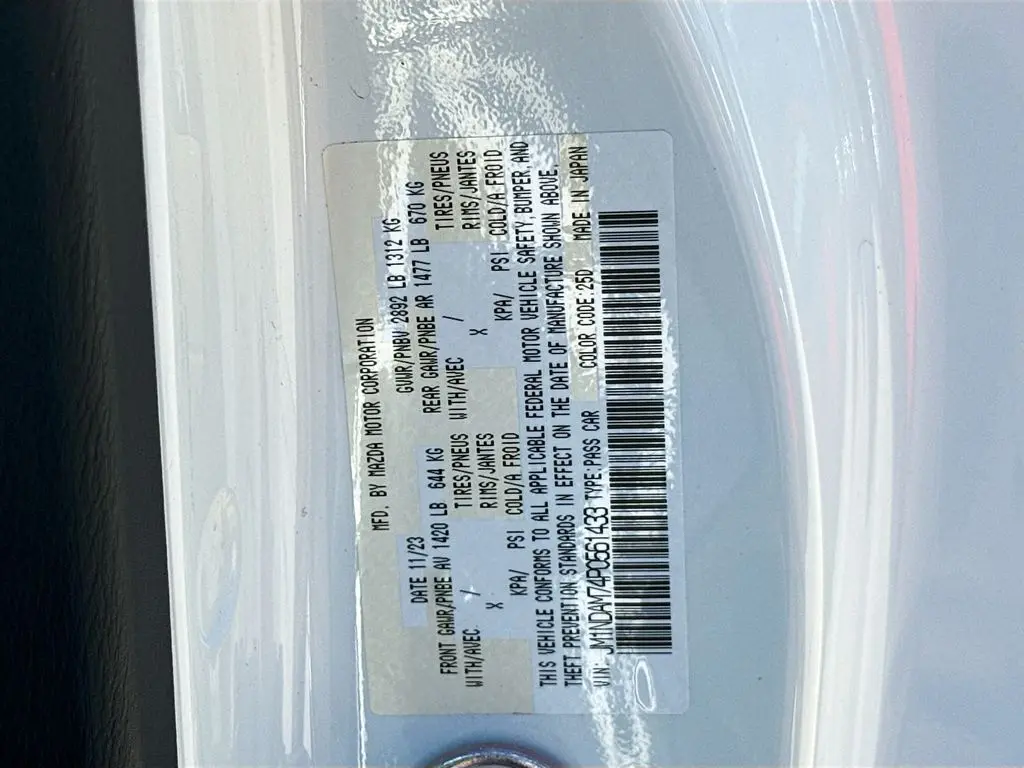 MFD. BY MAZDA MOTOR CORPORATION
DATE 11/23 GVWR/PNBV 2892 LB 1312 KG
FRONT GAWR/PNBE AV 1420 LB 644 KG REAR GAWR/PNBE AR 1477 LB 670 KG
WITH/AVEC / TIRES/PNEUS WITH/AVEC / TIRES/PNEUS
X RIMS/JANTES X RIMS/JANTES
KPA/ PSI COLD/A FROID KPA/ PSI COLD/A FROID
THIS VEHICLE CONFORMS TO ALL APPLICABLE FEDERAL MOTOR VEHICLE SAFETY, BUMPER, AND
THEFT PREVENTION STANDARDS IN EFFECT ON THE DATE OF MANUFACTURE SHOWN ABOVE.
VIN: JM1NDAM74P0561433 TYPE:PASS CAR COLOR CODE:25D MADE IN JAPAN